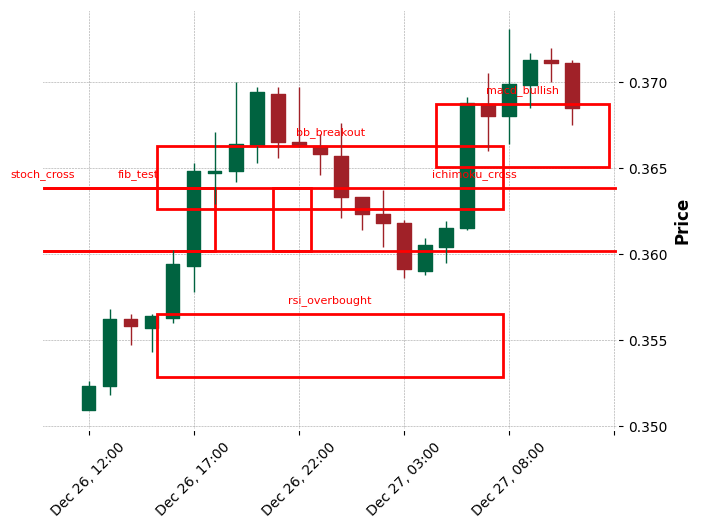 macd_bullish
0.370
bb_breakout
stoch_cross
fib_test
ichimoku_cross
0.365
Price
0.360
rsi_overbought
0.355
0.350
Dec 26, 12:00
Dec 26, 17:00
Dec 26, 22:00
Dec 27, 03:00
Dec 27, 08:00